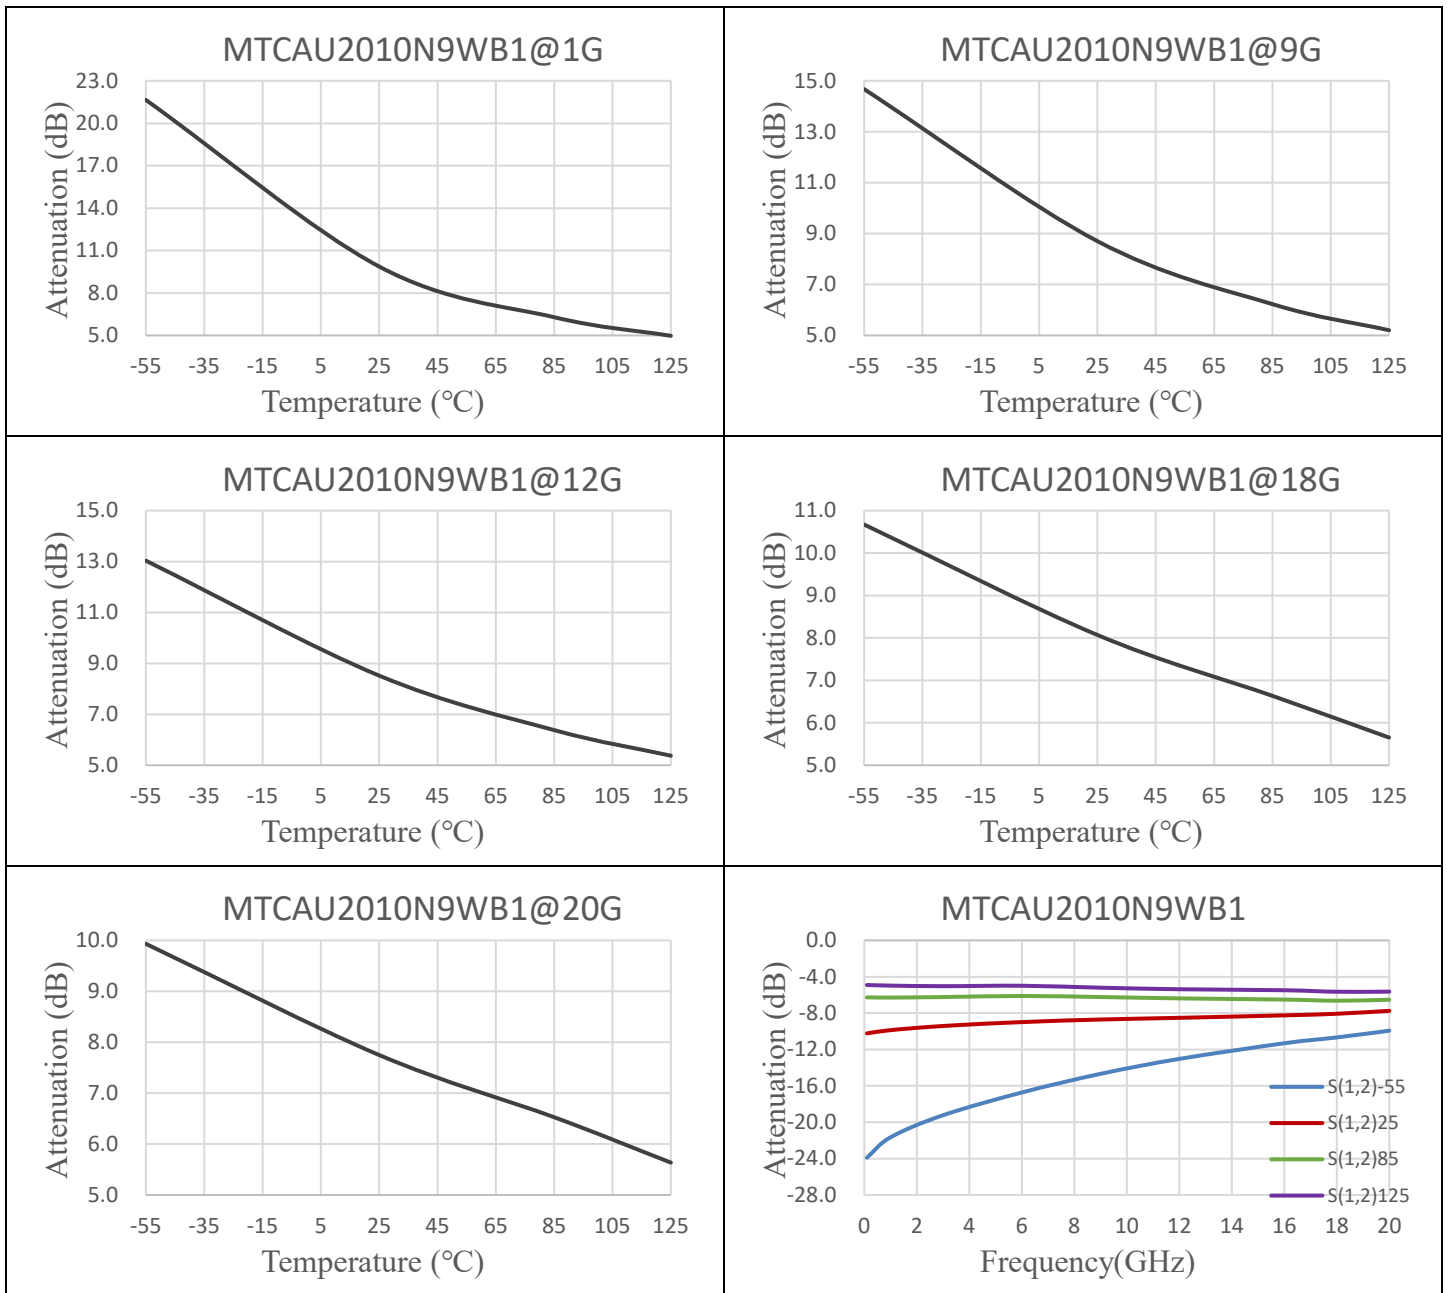 MTCAU2010N9WB1@1G
Attenuation (dB)
23.0
20.0
17.0
14.0
11.0
8.0
5.0
-55 -35 -15 5 25 45 65 85 105 125
Temperature (°C)
MTCAU2010N9WB1@9G
Attenuation (dB)
15.0
13.0
11.0
9.0
7.0
5.0
-55 -35 -15 5 25 45 65 85 105 125
Temperature (°C)
MTCAU2010N9WB1@12G
Attenuation (dB)
15.0
13.0
11.0
9.0
7.0
5.0
-55 -35 -15 5 25 45 65 85 105 125
Temperature (°C)
MTCAU2010N9WB1@18G
Attenuation (dB)
11.0
10.0
9.0
8.0
7.0
6.0
5.0
-55 -35 -15 5 25 45 65 85 105 125
Temperature (°C)
MTCAU2010N9WB1@20G
Attenuation (dB)
10.0
9.0
8.0
7.0
6.0
5.0
-55 -35 -15 5 25 45 65 85 105 125
Temperature (°C)
MTCAU2010N9WB1
Attenuation (dB)
0.0
-4.0
-8.0
-12.0
-16.0
-20.0
-24.0
-28.0
S(1,2)-55
S(1,2)25
S(1,2)85
S(1,2)125
0 2 4 6 8 10 12 14 16 18 20
Frequency(GHz)